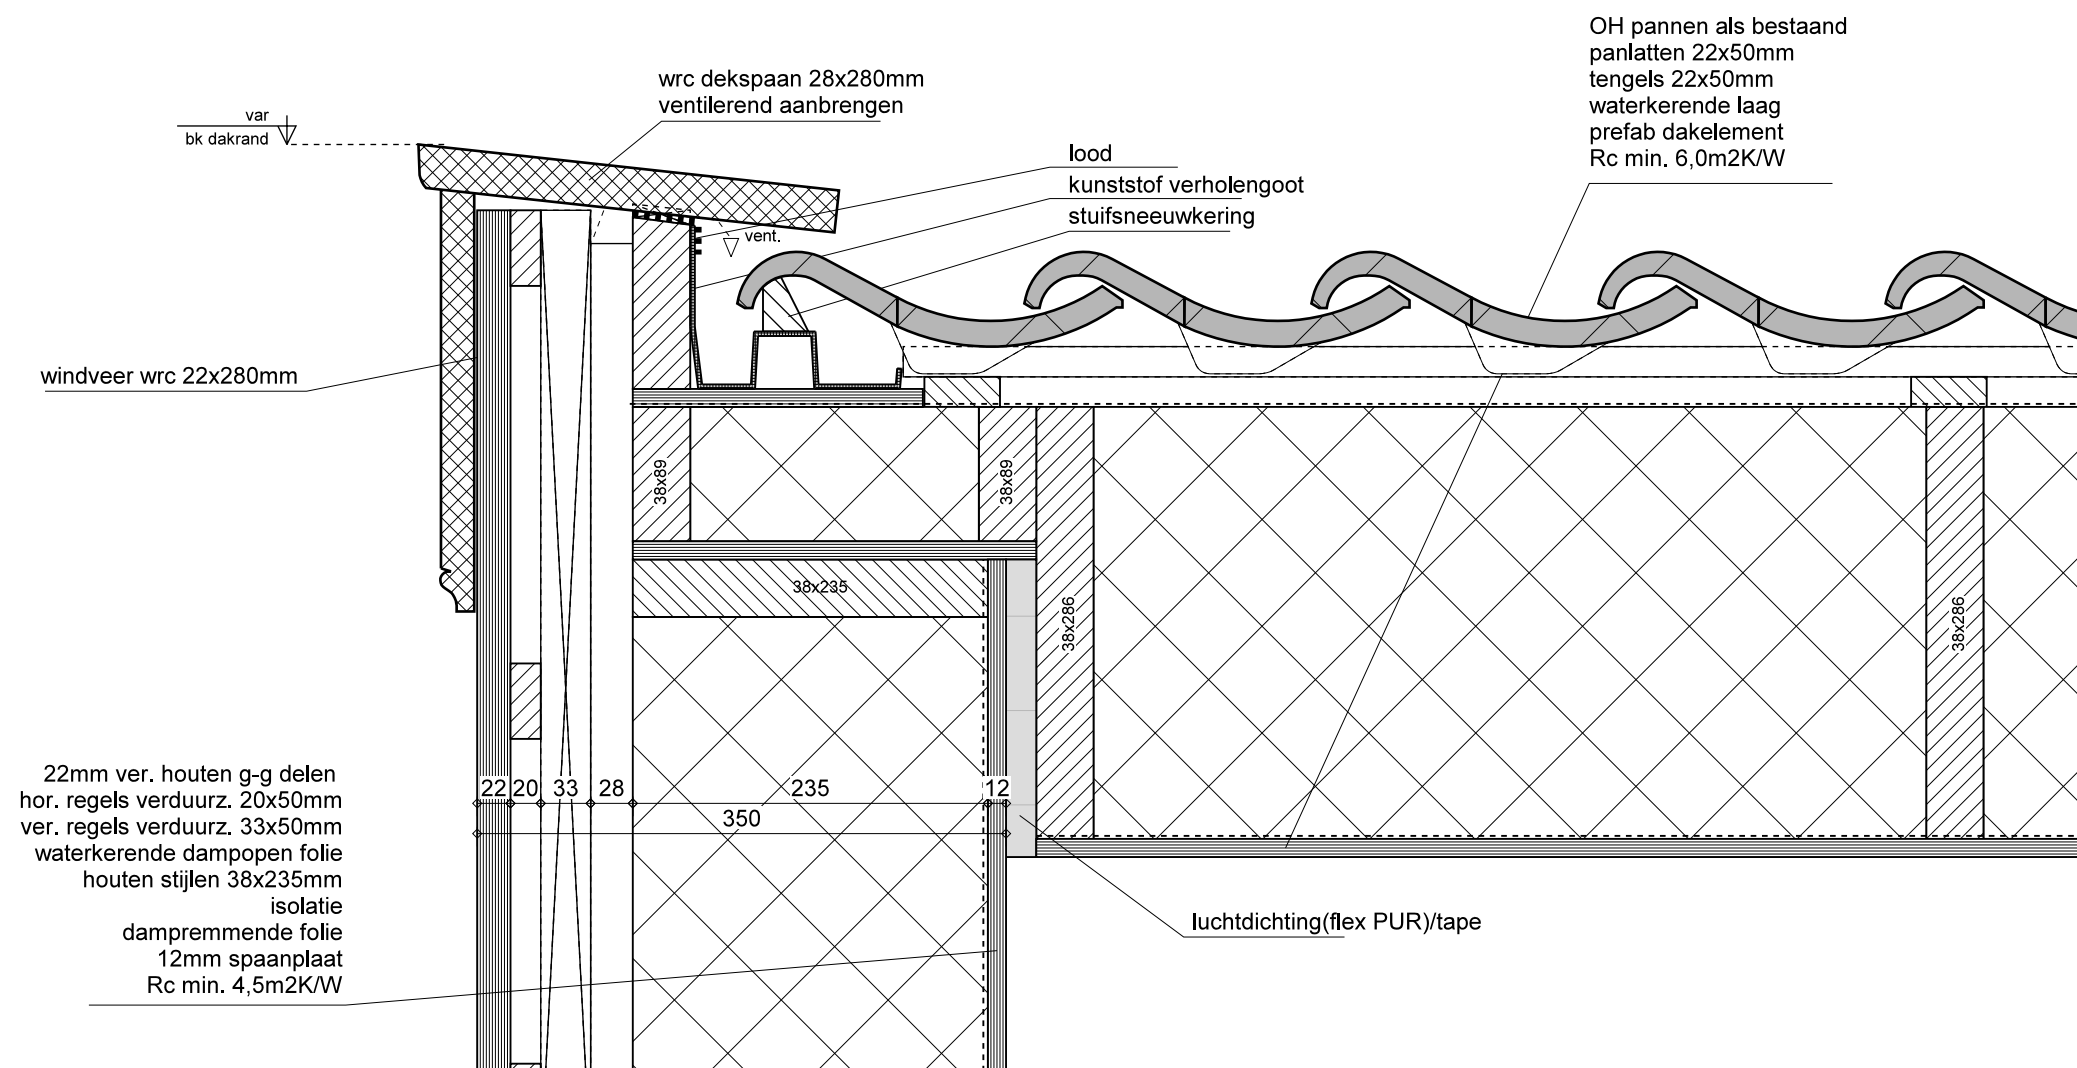 OH pannen als bestaand
panlatten 22x50mm
tengels 22x50mm
waterkerende laag
prefab dakelement
Rc min. 6,0m2K/W
wrc dekspaan 28x280mm
ventilerend aanbrengen
var
bk dakrand
lood
kunststof verholengoot
stuifsneeuwkering
vent.
windveer wrc 22x280mm
38x89
38x89
38x235
38x286
38x286
22mm ver. houten g-g delen
hor. regels verduurz. 20x50mm
ver. regels verduurz. 33x50mm
waterkerende dampopen folie
houten stijlen 38x235mm
isolatie
dampremmende folie
12mm spaanplaat
Rc min. 4,5m2K/W
22 20 33 28 235 12
350
luchtdichting(flex PUR)/tape